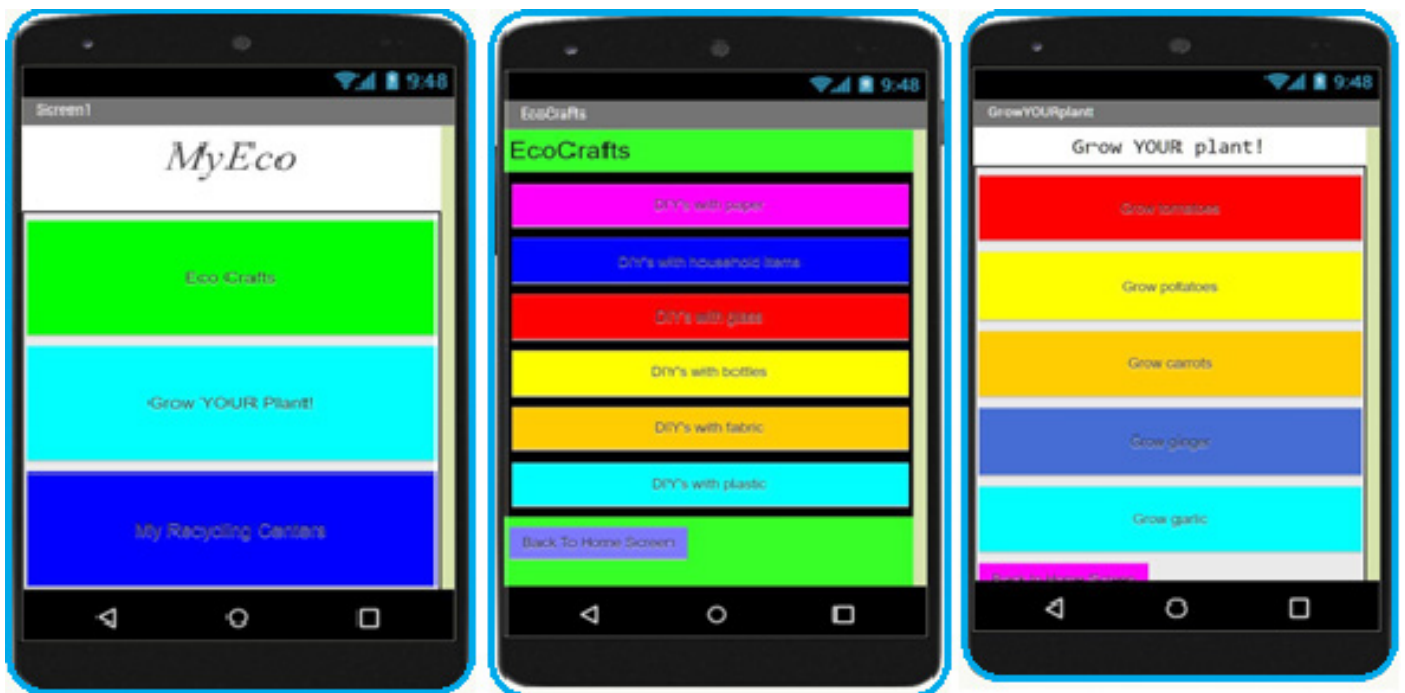 9:48
Screen1
MyEco
Eco Crafts
Grow YOUR Plant!
My Recycling Centers
9:48
EcoCrafts
EcoCrafts
DIY's with paper
DIY's with household items
DIY's with glass
DIY's with bottles
DIY's with fabric
DIY's with plastic
Back To Home Screen
9:48
GrowYOURplant
Grow YOUR plant!
Grow tomatoes
Grow potatoes
Grow carrots
Grow ginger
Grow garlic